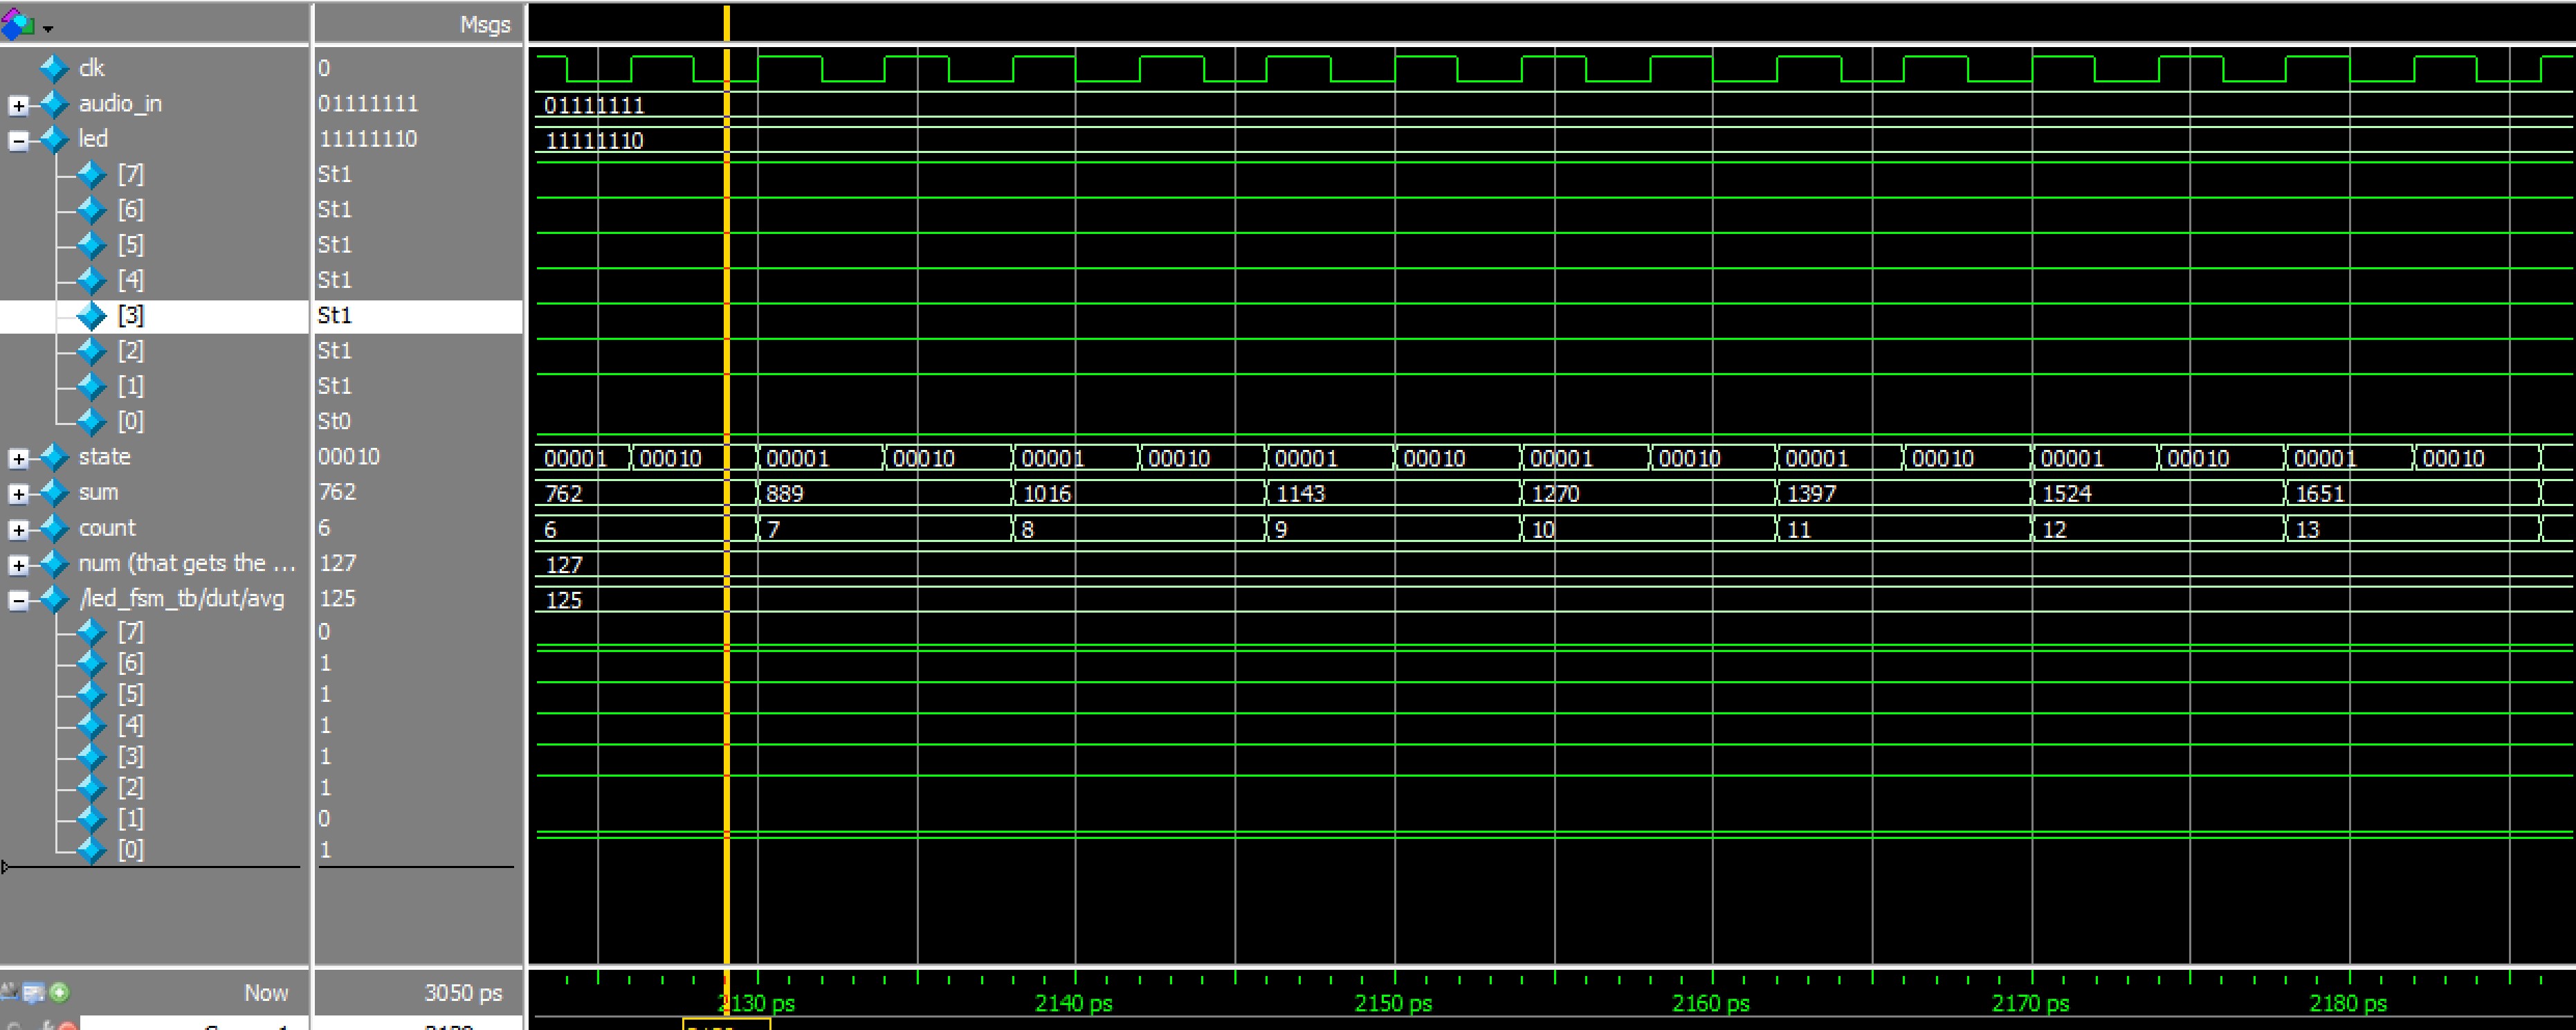 Msgs
clk 0
audio_in 01111111 01111111
led 11111110 11111110
[7] St1
[6] St1
[5] St1
[4] St1
[3] St1
[2] St1
[1] St1
[0] St0
state 00010 00001 00010 00001 00010 00001 00010 00001 00010 00001 00010 00001 00010 00001 00010 00001 00010
sum 762 762 889 1016 1143 1270 1397 1524 1651
count 6 6 7 8 9 10 11 12 13
num (that gets the ... 127 127
/led_fsm_tb/dut/avg 125 125
[7] 0
[6] 1
[5] 1
[4] 1
[3] 1
[2] 1
[1] 0
[0] 1
Now 3050 ps 2130 ps 2140 ps 2150 ps 2160 ps 2170 ps 2180 ps